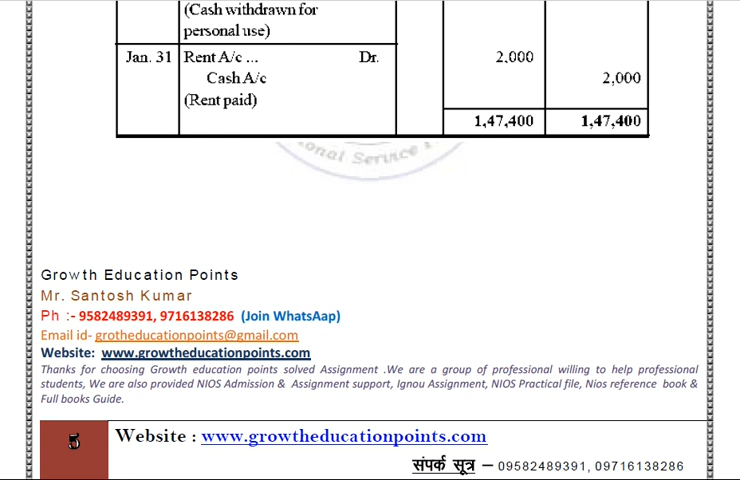 (Cash withdrawn for
personal use)
Jan. 31 Rent A/c ... Dr. 2,000
Cash A/c 2,000
(Rent paid)
1,47,400 1,47,400
onal Service
Growth Education Points
Mr. Santosh Kumar
Ph :- 9582489391, 9716138286 (Join WhatsAap)
Email id- grotheducationpoints@gmail.com
Website: www.growtheducationpoints.com
Thanks for choosing Growth education points solved Assignment .We are a group of professional willing to help professional
students, We are also provided NIOS Admission & Assignment support, Ignou Assignment, NIOS Practical file, Nios reference book &
Full books Guide.
Website : www.growtheducationpoints.com
संपर्क सूत्र – 09582489391, 09716138286